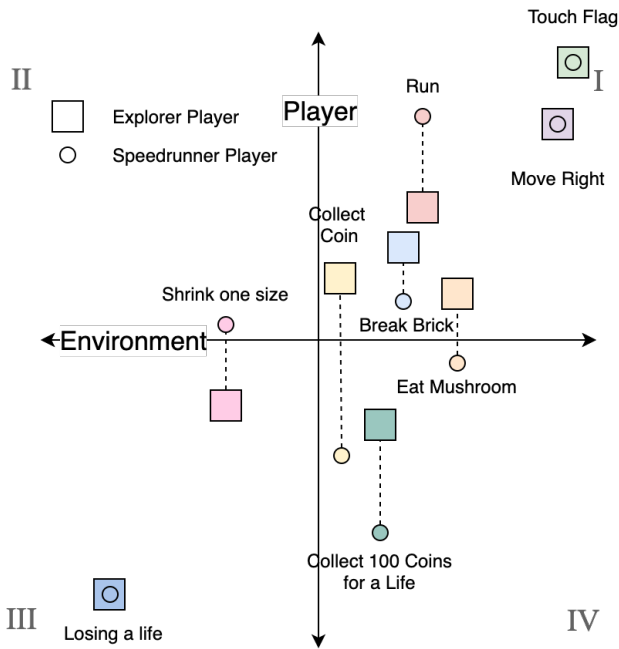 Touch Flag
II
I
Run
Player
Explorer Player
Speedrunner Player
Move Right
Collect
Coin
Shrink one size
Break Brick
Environment
Eat Mushroom
Collect 100 Coins
for a Life
III
Losing a life
IV